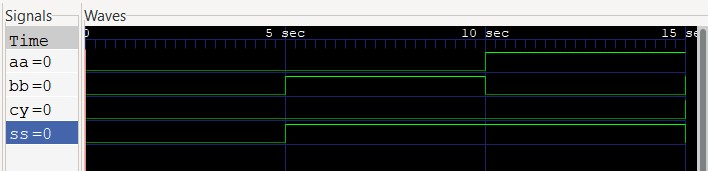 Signals Waves
Time 0 5 sec 10 sec 15 se
aa=0
bb=0
cy=0
ss=0